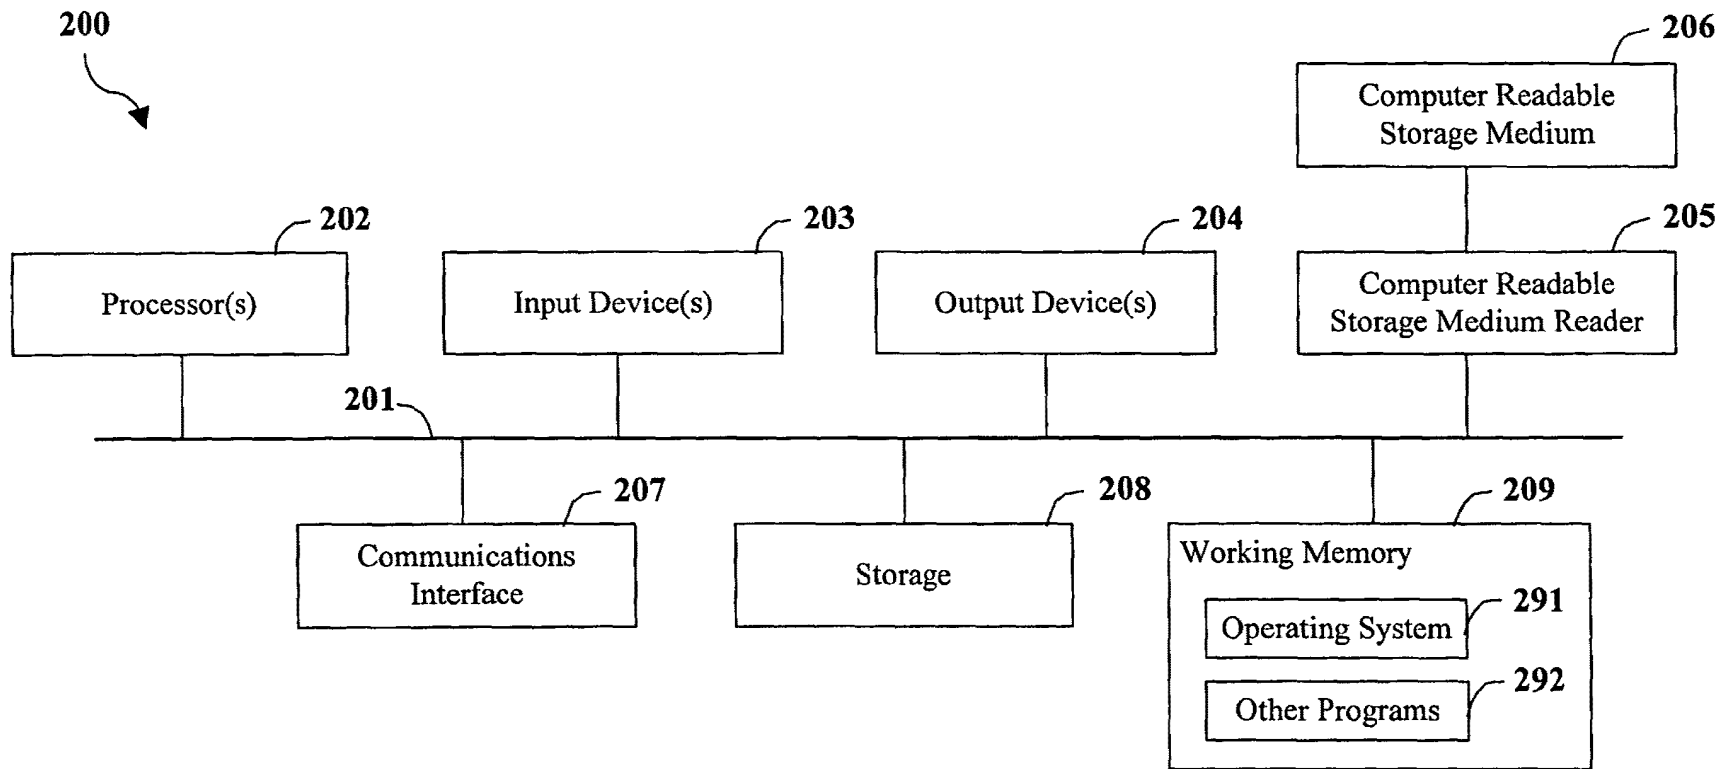 200
206
Computer Readable
Storage Medium
202
203
204
205
Processor(s)
Input Device(s)
Output Device(s)
Computer Readable
Storage Medium Reader
201
207
208
209
Communications
Interface
Storage
Working Memory
291
Operating System
292
Other Programs